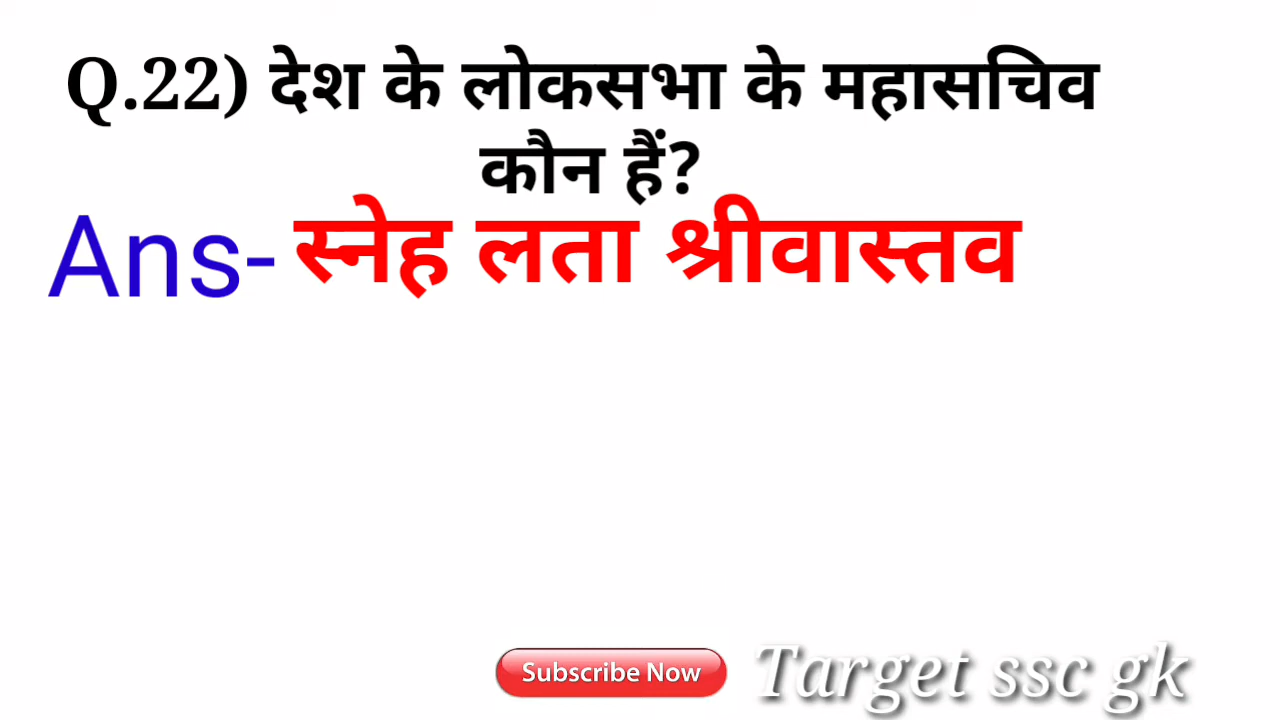 Q.22) देश के लोकसभा के महासचिव
कौन हैं?
Ans- स्नेह लता श्रीवास्तव
Subscribe Now
Target ssc gk